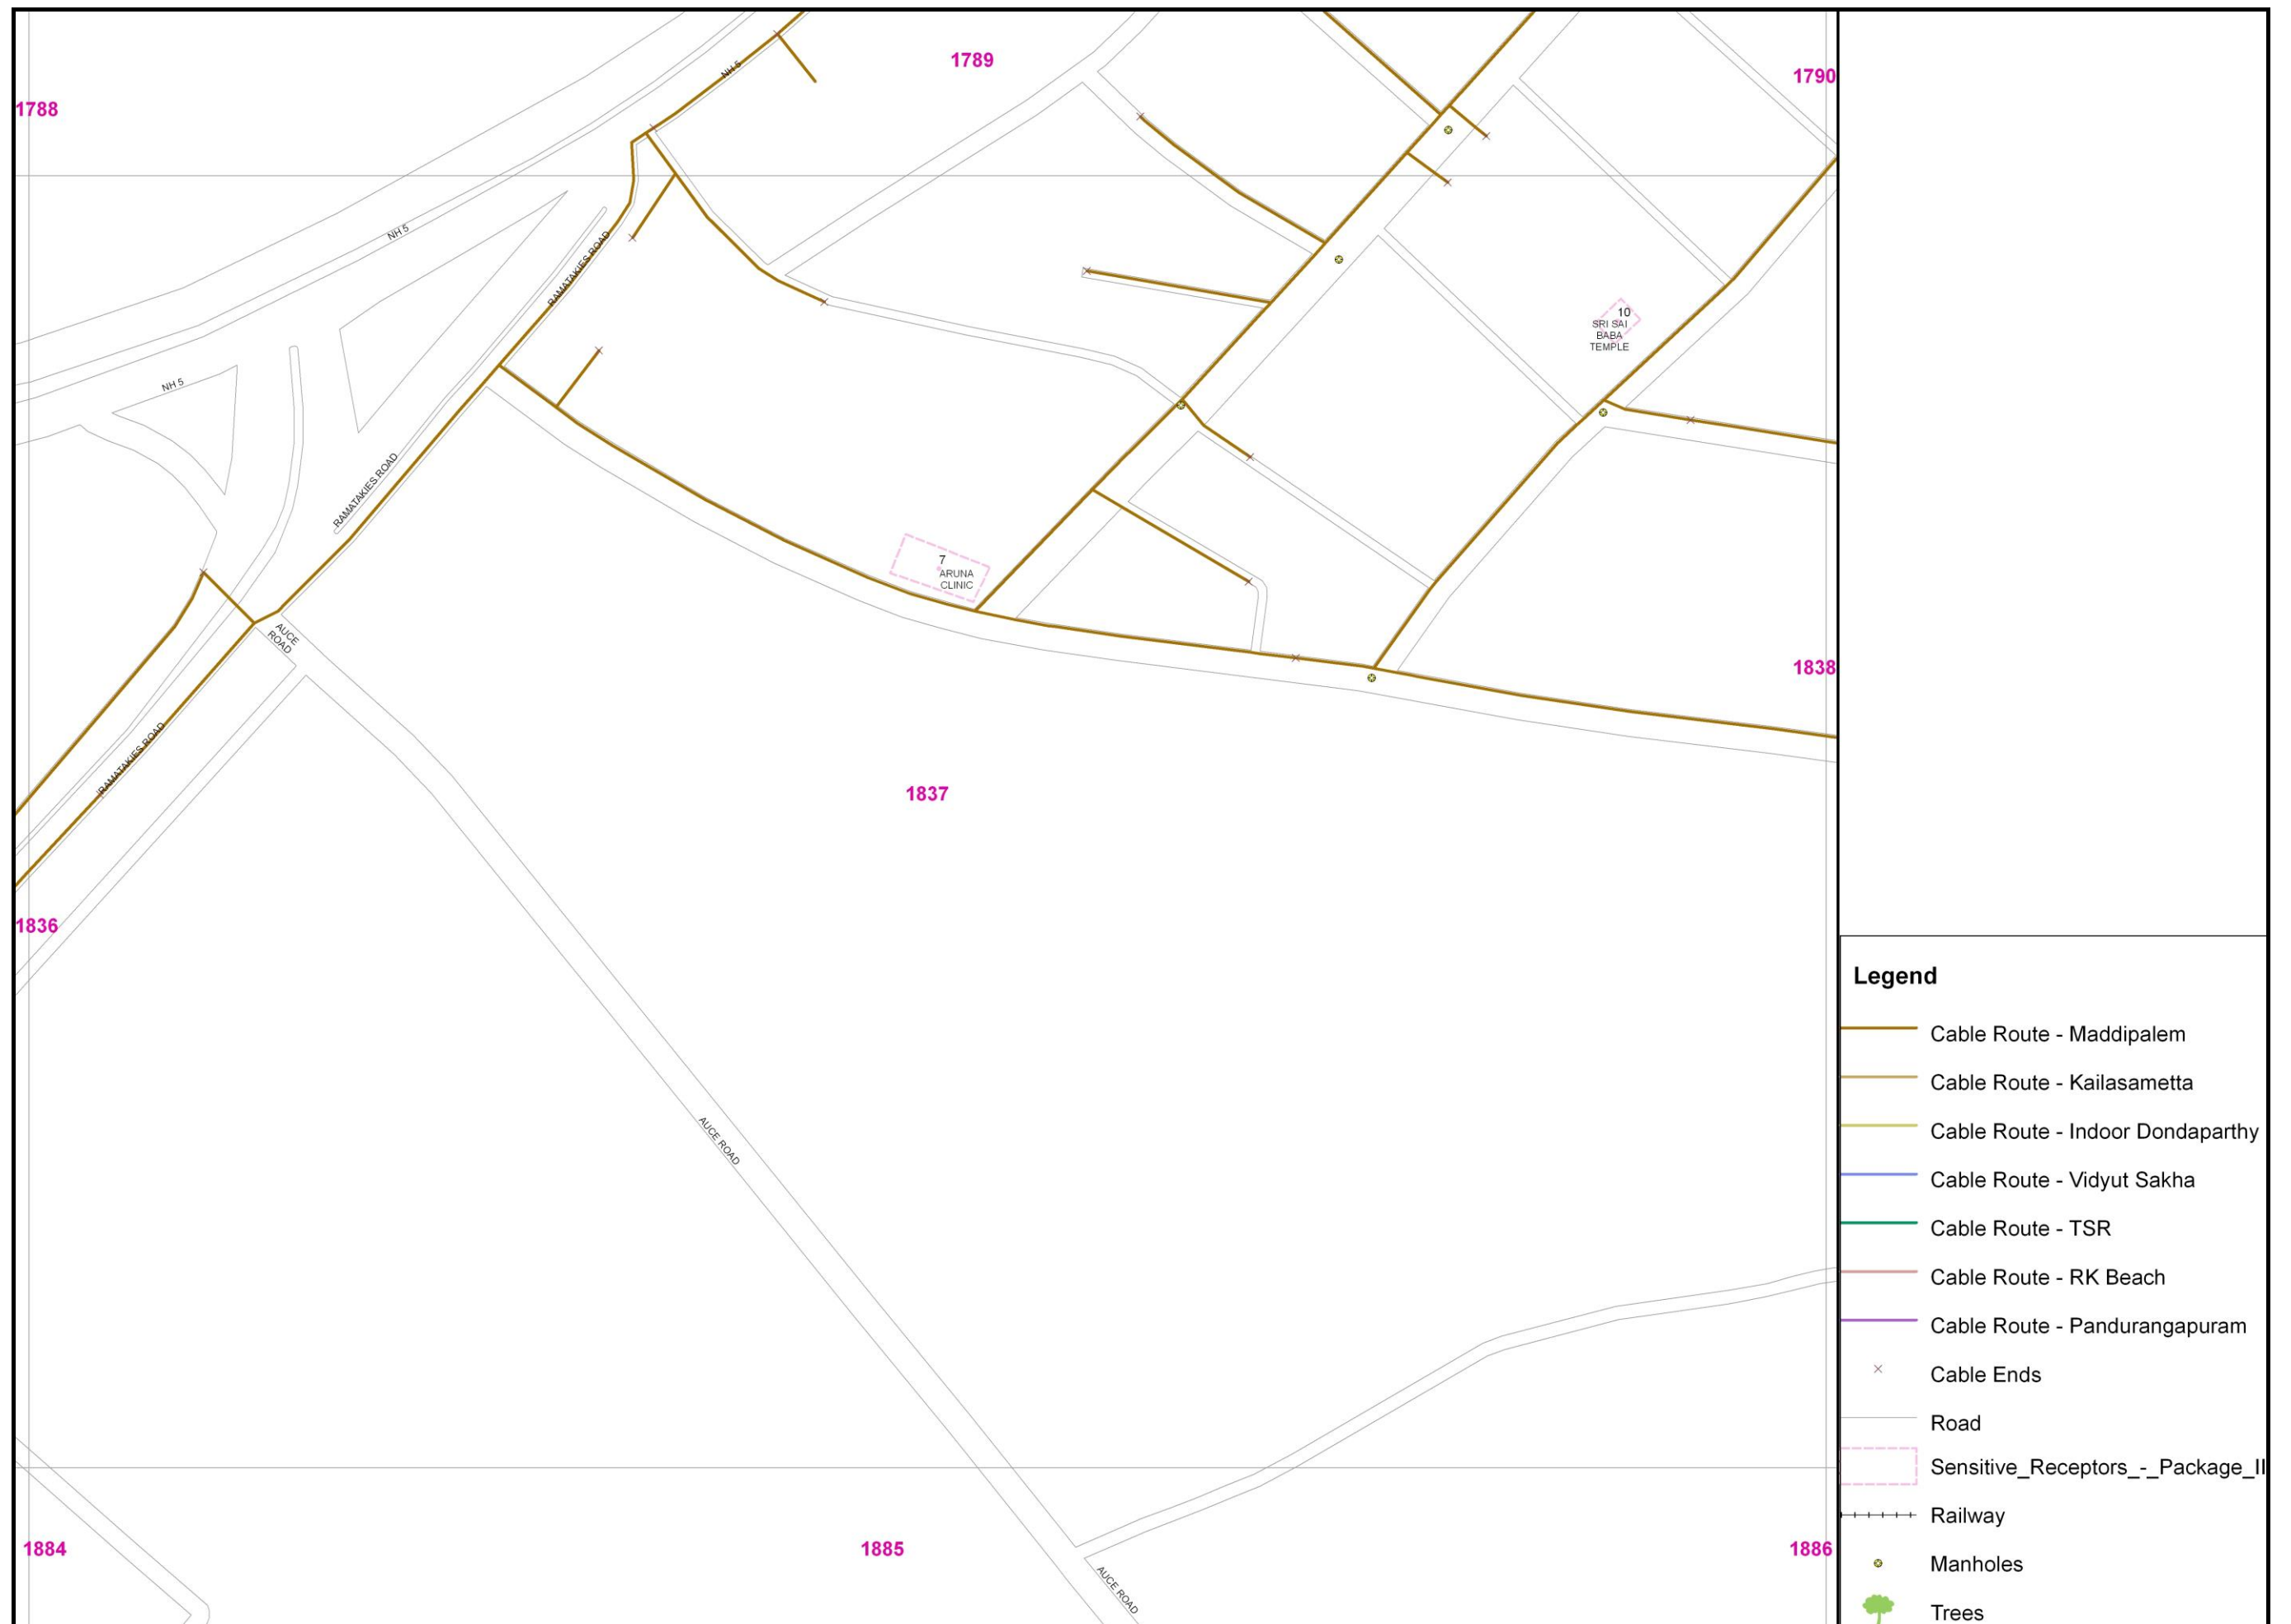 1789
1790
NH 5
1788
NH 5
RAMATAKIES ROAD
10
SRI SAI
BABA
TEMPLE
NH 5
RAMATAKIES ROAD
7
ARUNA
CLINIC
AUCE
ROAD
1838
RAMATAKIES ROAD
1837
1836
AUCE ROAD
1884
1885
1886
AUCE ROAD
Legend
Cable Route - Maddipalem
Cable Route - Kailasametta
Cable Route - Indoor Dondaparthy
Cable Route - Vidyut Sakha
Cable Route - TSR
Cable Route - RK Beach
Cable Route - Pandurangapuram
Cable Ends
Road
Sensitive_Receptors_-_Package_II
Railway
Manholes
Trees